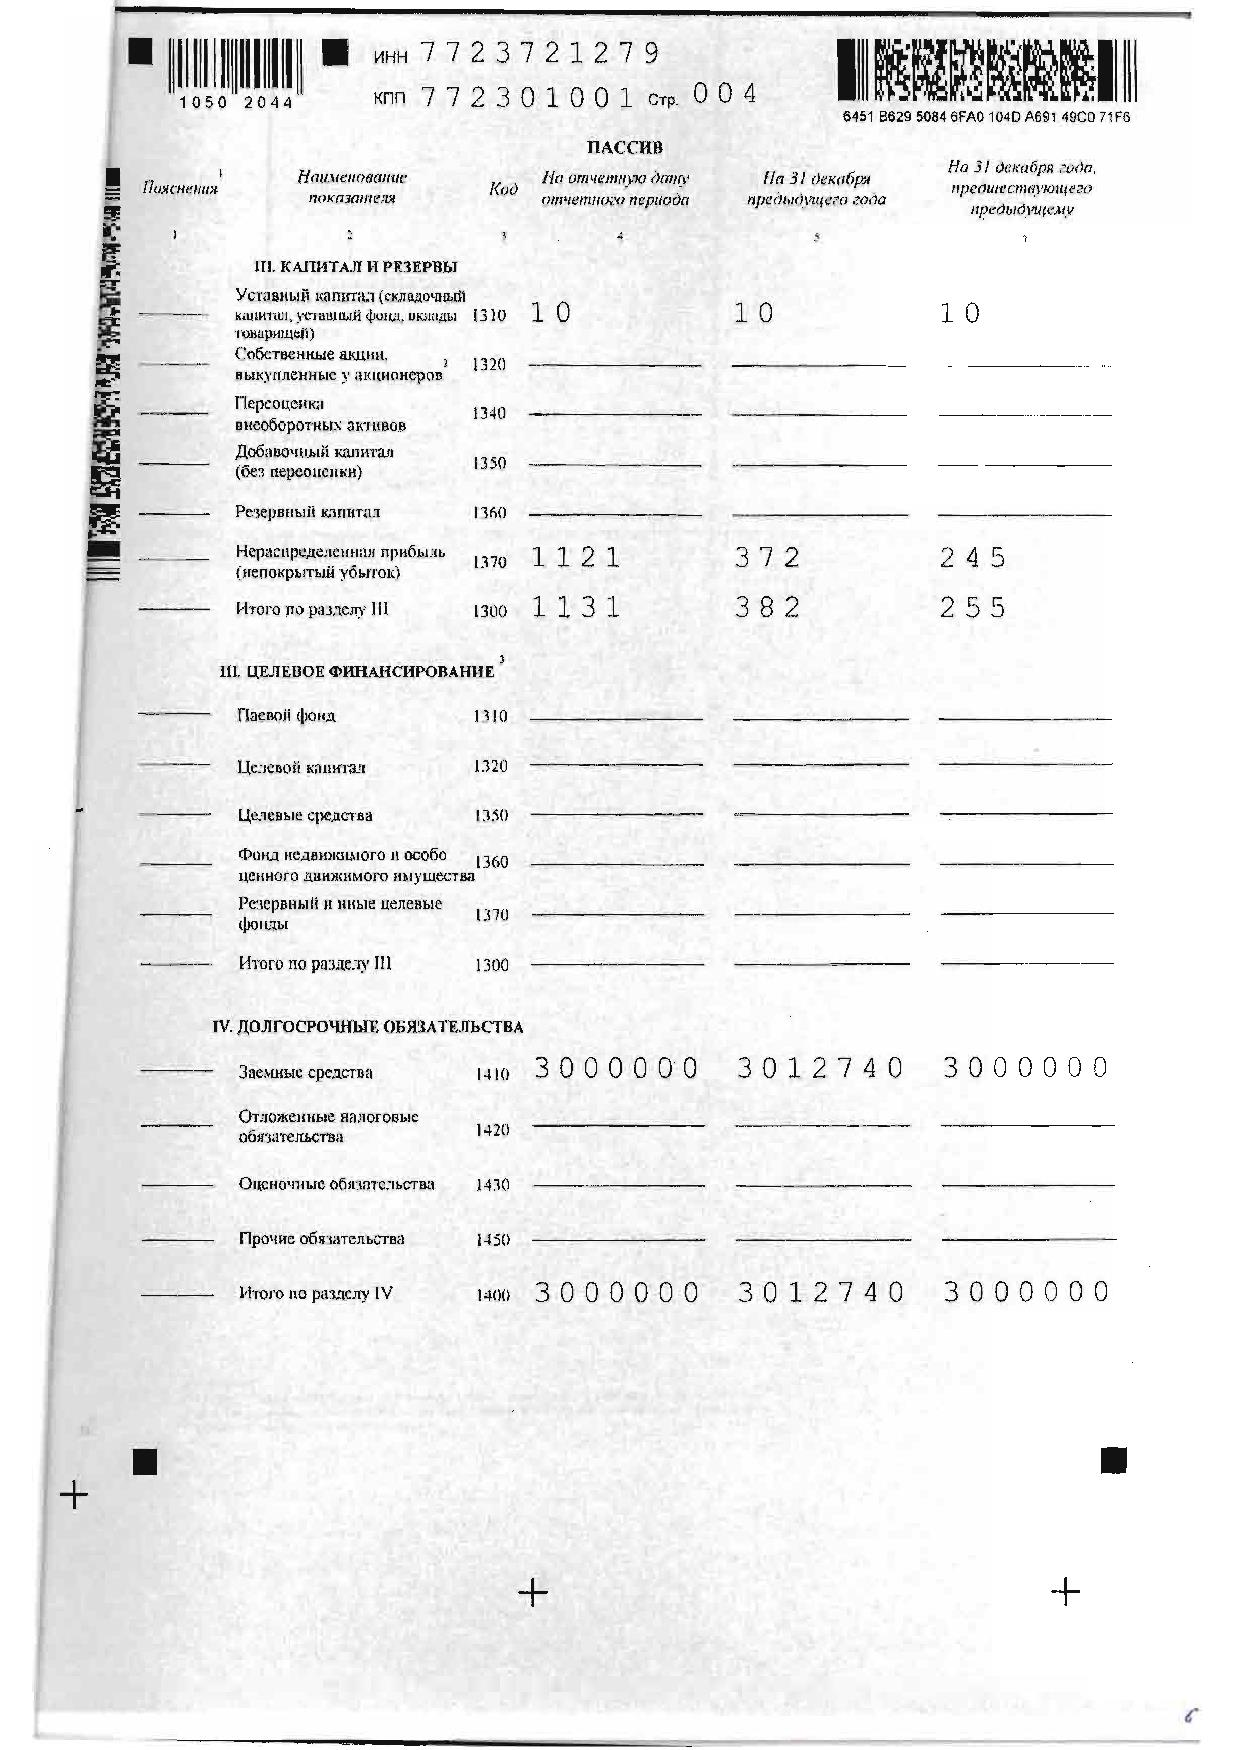 ИНН 7723721279
1050 2044
КПП 772301001 Стр. 004
6451 B629 5084 6FA0 104D A691 49C0 71F6
ПАССИВ
Пояснения 1 Наименование показателя Код На отчетную дату отчетного периода На 31 декабря предыдущего года На 31 декабря года, предшествующего предыдущему
1 2 3 4 5
III. КАПИТАЛ И РЕЗЕРВЫ
Уставный капитал (складочный
капитал, уставный фонд, вклады 1310 10 10 10
товарищей)
Собственные акции,
выкупленные у акционеров 2 1320
Переоценка
внеоборотных активов 1340
Добавочный капитал
(без переоценки) 1350
Резервный капитал 1360
Нераспределенная прибыль
(непокрытый убыток) 1370 1121 372 245
Итого по разделу III 1300 1131 382 255
III. ЦЕЛЕВОЕ ФИНАНСИРОВАНИЕ 3
Паевой фонд 1310
Целевой капитал 1320
Целевые средства 1350
Фонд недвижимого и особо 1360
ценного движимого имущества
Резервный и иные целевые
фонды 1370
Итого по разделу III 1300
IV. ДОЛГОСРОЧНЫЕ ОБЯЗАТЕЛЬСТВА
Заемные средства 1410 3000000 3012740 3000000
Отложенные налоговые
обязательства 1420
Оценочные обязательства 1430
Прочие обязательства 1450
Итого по разделу IV 1400 3000000 3012740 3000000